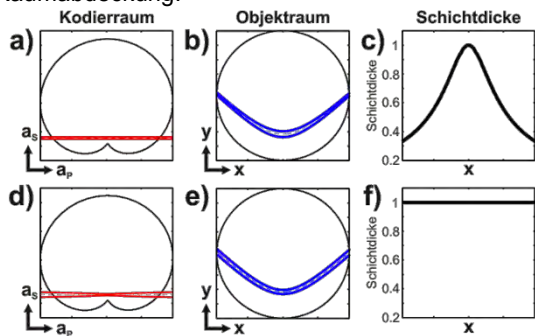 Raumabdeckung.
Kodierraum Objektraum Schichtdicke
a) b) c)
1
0.8
0.6
0.4
0.2
Schichtdicke
aₛ
aₚ
y
x
x
d) e) f)
1
0.8
0.6
0.4
0.2
Schichtdicke
aₛ
aₚ
y
x
x